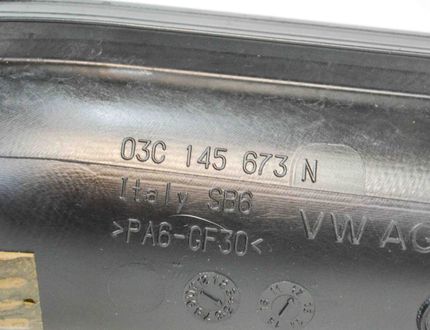 03C 145 673 N
Italy SB6
>PA6-GF30<
VW AG